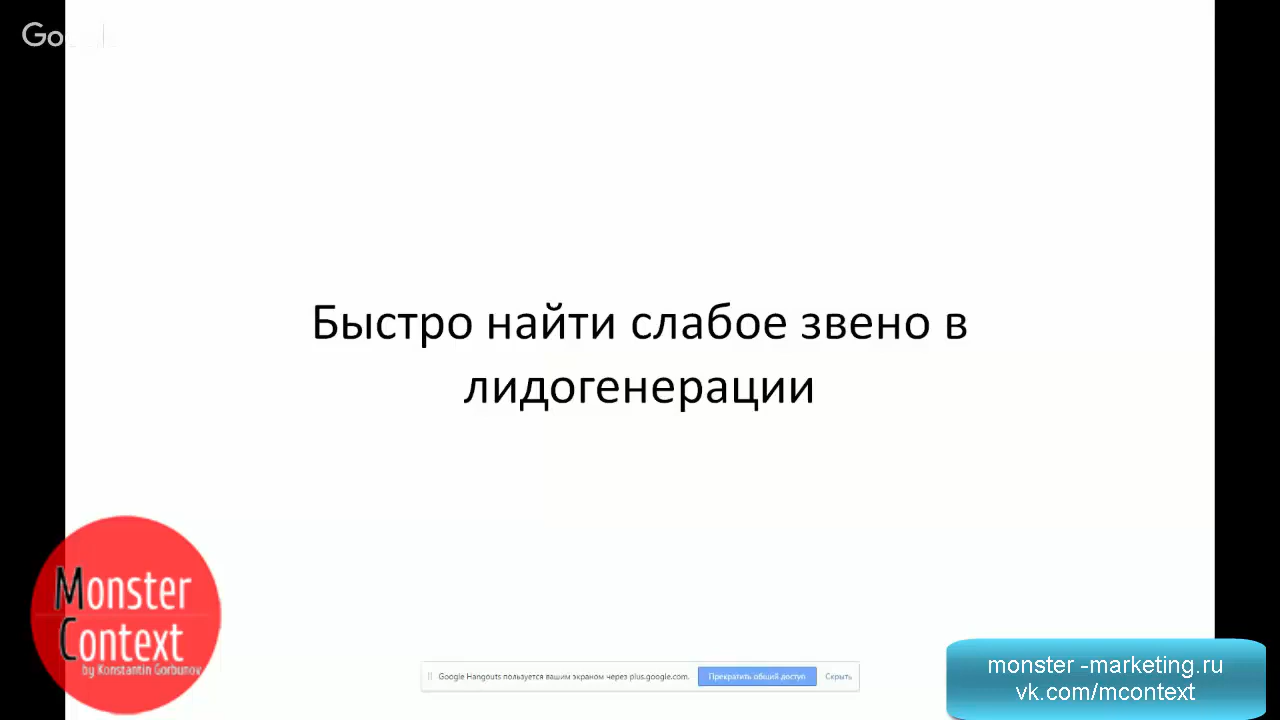 Быстро найти слабое звено в
лидогенерации
Monster
Context
by Konstantin Gorbunov
Google Hangouts пользуется вашим экраном через plus.google.com.
Прекратить общий доступ
Скрыть
monster -marketing.ru
vk.com/mcontext